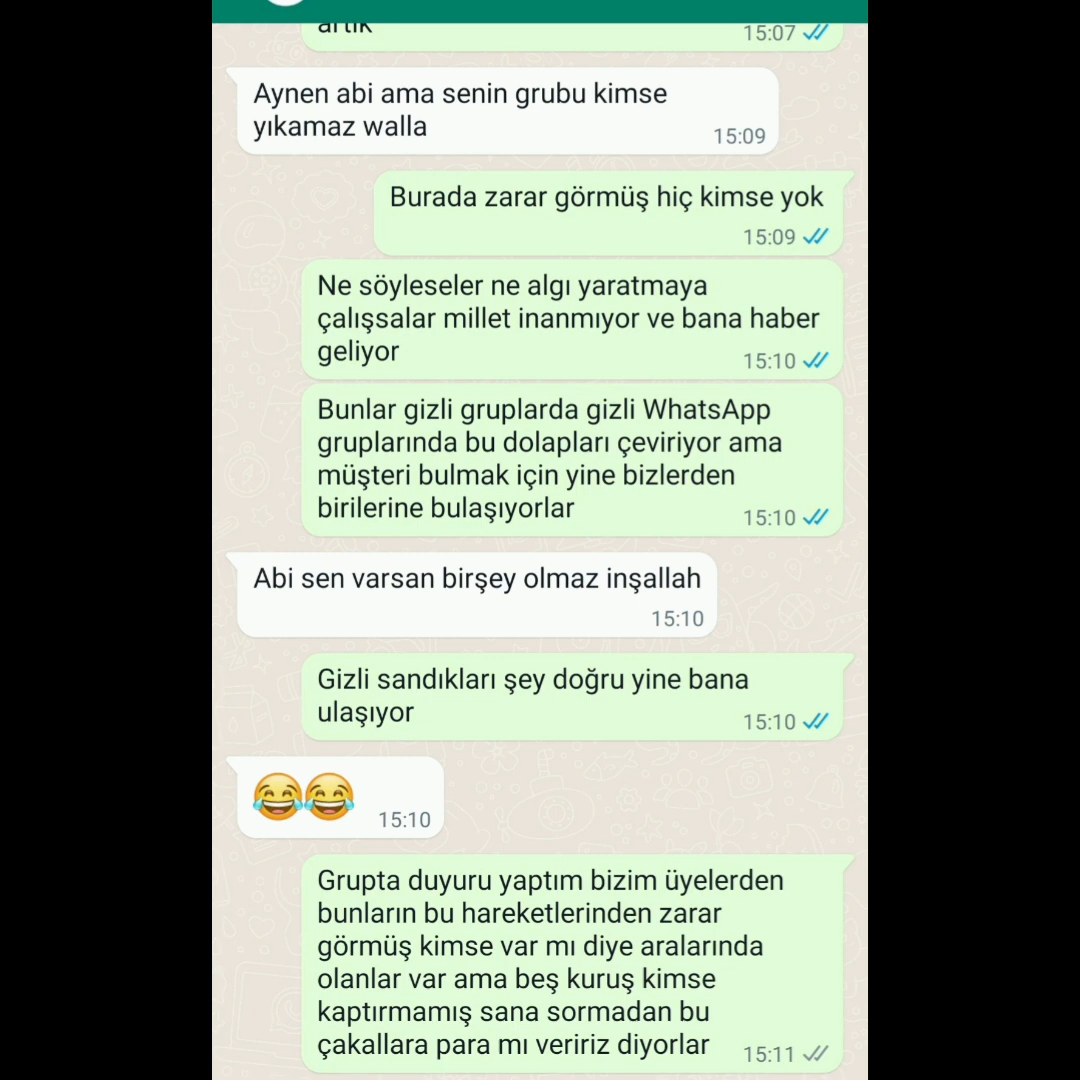 artık
15:07
Aynen abi ama senin grubu kimse
yıkamaz walla
15:09
Burada zarar görmüş hiç kimse yok
15:09
Ne söyleseler ne algı yaratmaya
çalışsalar millet inanmıyor ve bana haber
geliyor
15:10
Bunlar gizli gruplarda gizli WhatsApp
gruplarında bu dolapları çeviriyor ama
müşteri bulmak için yine bizlerden
birilerine bulaşıyorlar
15:10
Abi sen varsan birşey olmaz inşallah
15:10
Gizli sandıkları şey doğru yine bana
ulaşıyor
15:10
😂😂
15:10
Grupta duyuru yaptım bizim üyelerden
bunların bu hareketlerinden zarar
görmüş kimse var mı diye aralarında
olanlar var ama beş kuruş kimse
kaptırmamış sana sormadan bu
çakallara para mı veririz diyorlar
15:11